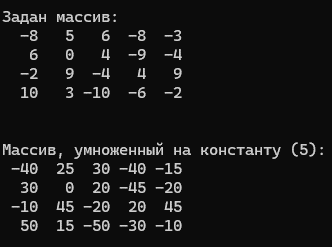 Задан массив:
-8 5 6 -8 -3
6 0 4 -9 -4
-2 9 -4 4 9
10 3 -10 -6 -2
Массив, умноженный на константу (5):
-40 25 30 -40 -15
30 0 20 -45 -20
-10 45 -20 20 45
50 15 -50 -30 -10